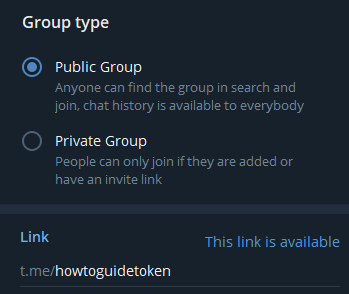 Group type
Public Group
Anyone can find the group in search and
join, chat history is available to everybody
Private Group
People can only join if they are added or
have an invite link
Link
This link is available
t.me/howtoguidetoken